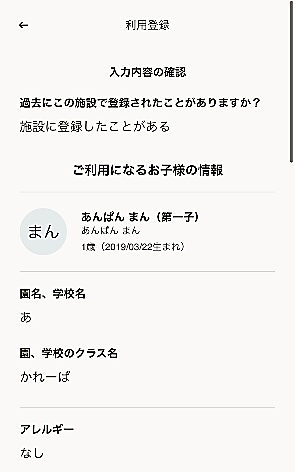 ←
利用登録
入力内容の確認
過去にこの施設で登録されたことがありますか？
施設に登録したことがある
ご利用になるお子様の情報
まん
あんぱん まん（第一子）
あんぱん まん
1歳（2019/03/22生まれ）
園名、学校名
あ
園、学校のクラス名
かれーぱ
アレルギー
なし